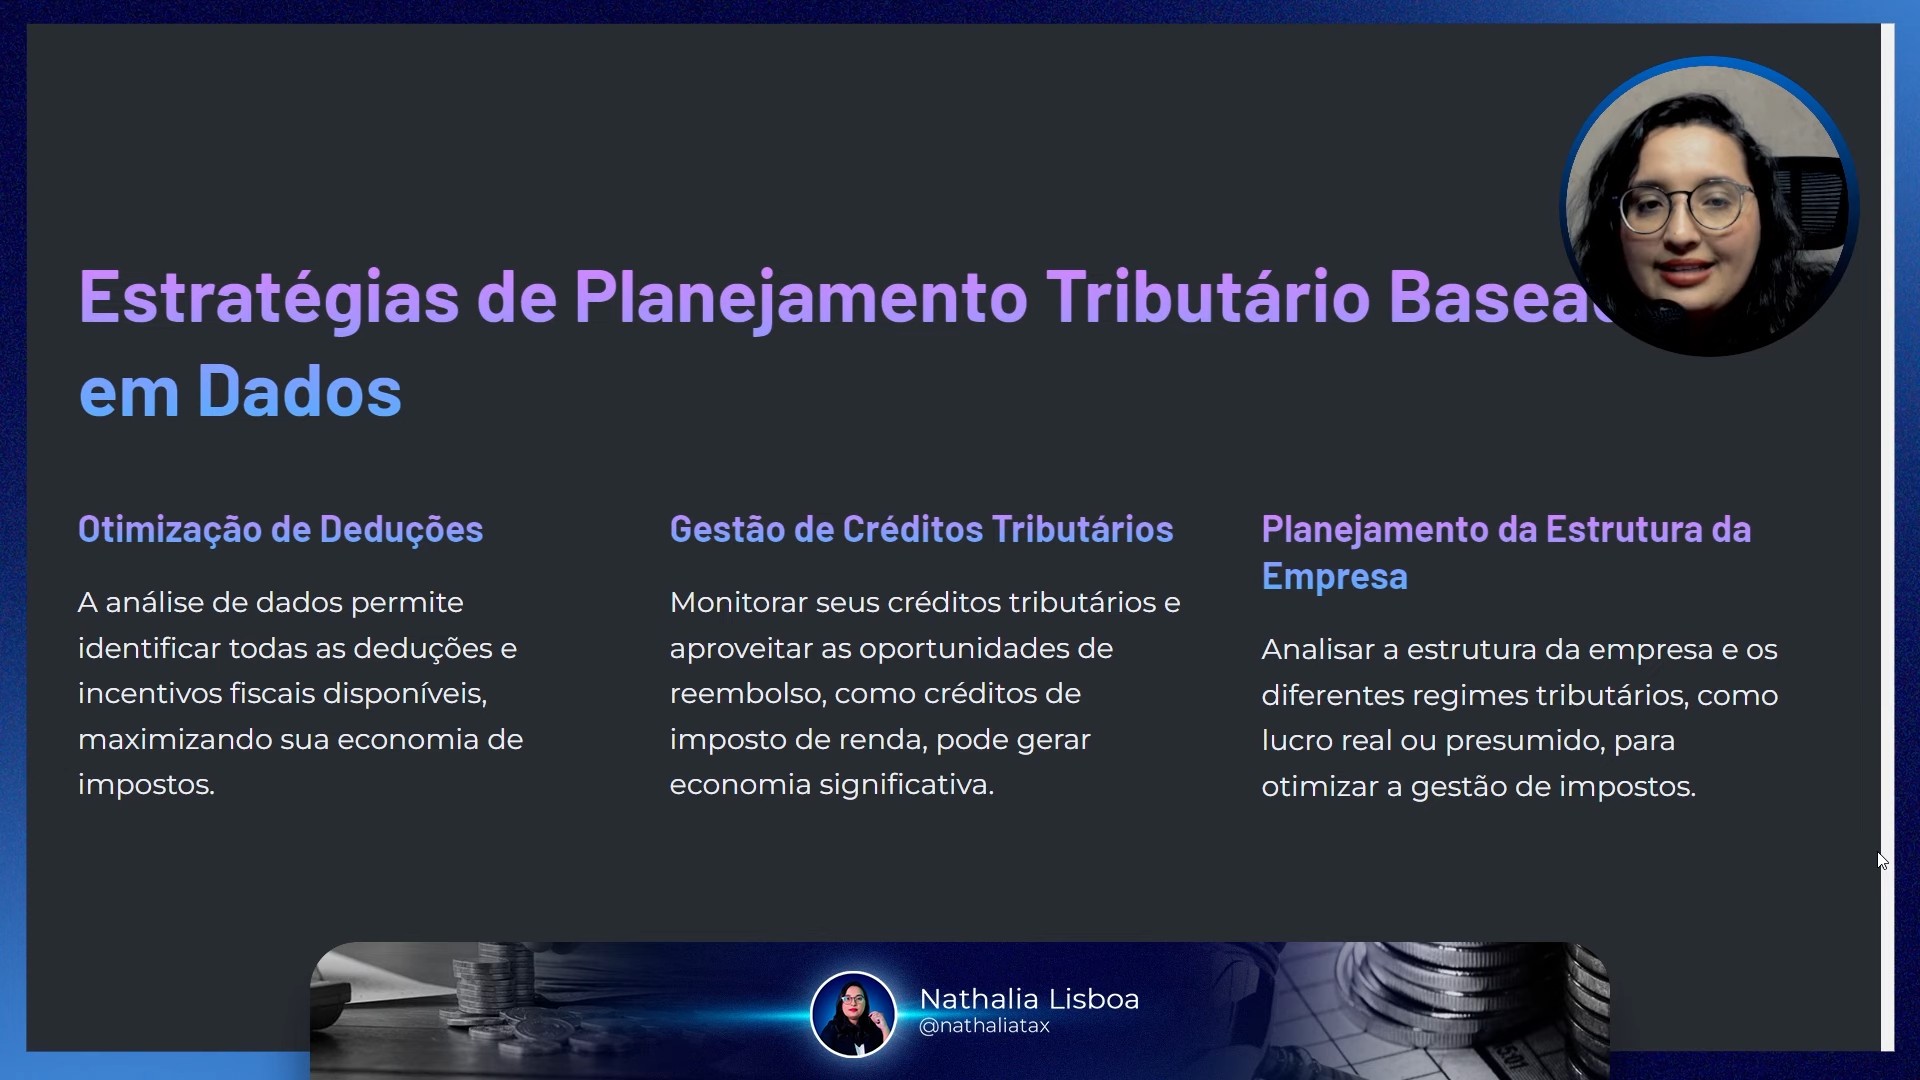 Estratégias de Planejamento Tributário Basea
em Dados
Otimização de Deduções
A análise de dados permite
identificar todas as deduções e
incentivos fiscais disponíveis,
maximizando sua economia de
impostos.
Gestão de Créditos Tributários
Monitorar seus créditos tributários e
aproveitar as oportunidades de
reembolso, como créditos de
imposto de renda, pode gerar
economia significativa.
Planejamento da Estrutura da
Empresa
Analisar a estrutura da empresa e os
diferentes regimes tributários, como
lucro real ou presumido, para
otimizar a gestão de impostos.
Nathalia Lisboa
@nathaliatax